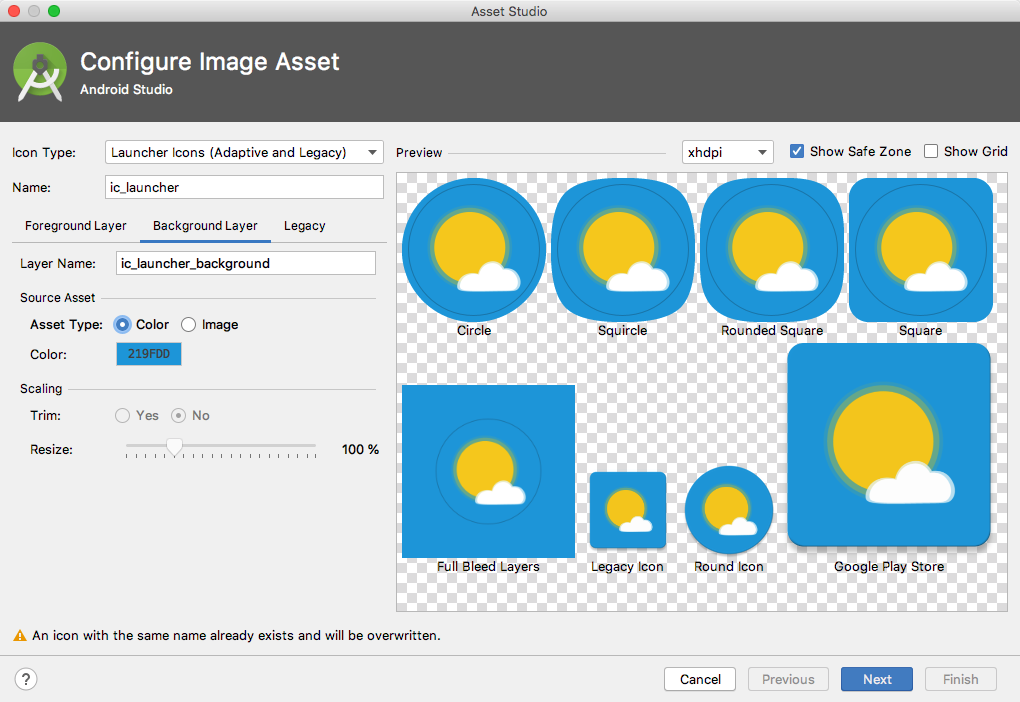 Asset Studio
Configure Image Asset
Android Studio
Icon Type: Launcher Icons (Adaptive and Legacy)
Preview xhdpi Show Safe Zone Show Grid
Name: ic_launcher
Foreground Layer Background Layer Legacy
Layer Name: ic_launcher_background
Source Asset
Asset Type: Color Image
Color: 219FDD
Scaling
Trim: Yes No
Resize: 100 %
Circle Squircle Rounded Square Square
Full Bleed Layers Legacy Icon Round Icon Google Play Store
An icon with the same name already exists and will be overwritten.
? Cancel Previous Next Finish